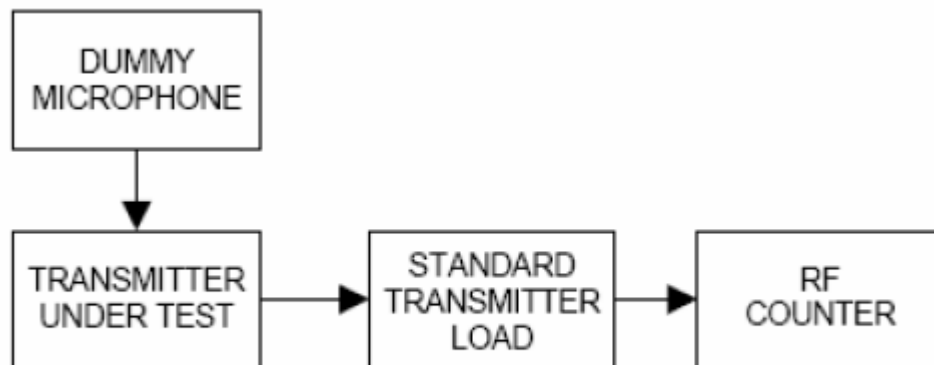 DUMMY
MICROPHONE
TRANSMITTER
UNDER TEST
STANDARD
TRANSMITTER
LOAD
RF
COUNTER